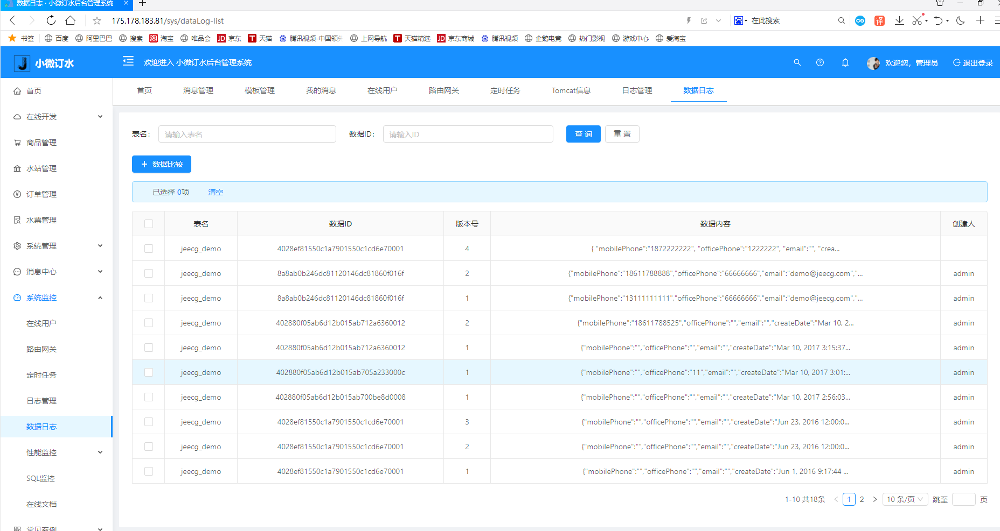 数据日志 · 小微订水后台管理系统
175.178.183.81/sys/dataLog-list
在此搜索
译
书签 百度 阿里巴巴 搜索 淘 淘宝 唯品会 JD 京东 T 天猫 腾讯视频-中国领先 上网导航 T 天猫精选 JD 京东商城 腾讯视频 企鹅电竞 热门影视 游戏中心 爱淘宝
小微订水
欢迎进入 小微订水后台管理系统
欢迎您，管理员
退出登录
首页
在线开发
商品管理
水站管理
订单管理
水票管理
系统管理
消息中心
系统监控
在线用户
路由网关
定时任务
日志管理
数据日志
性能监控
SQL监控
在线文档
常见案例
首页 消息管理 模板管理 我的消息 在线用户 路由网关 定时任务 Tomcat信息 日志管理 数据日志
表名： 请输入表名 数据ID： 请输入ID 查 询 重 置
+ 数据比较
已选择 0项 清空
表名 数据ID 版本号 数据内容 创建人
jeecg_demo 4028ef81550c1a7901550c1cd6e70001 4 { "mobilePhone":"1872222222", "officePhone":"1222222", "email":"", "crea...
jeecg_demo 8a8ab0b246dc81120146dc81860f016f 2 {"mobilePhone":"18611788888","officePhone":"66666666","email":"demo@jeecg.com","... admin
jeecg_demo 8a8ab0b246dc81120146dc81860f016f 1 {"mobilePhone":"13111111111","officePhone":"66666666","email":"demo@jeecg.com","... admin
jeecg_demo 402880f05ab6d12b015ab712a6360012 2 {"mobilePhone":"18611788525","officePhone":"","email":"","createDate":"Mar 10, 2... admin
jeecg_demo 402880f05ab6d12b015ab712a6360012 1 {"mobilePhone":"","officePhone":"","email":"","createDate":"Mar 10, 2017 3:15:37... admin
jeecg_demo 402880f05ab6d12b015ab705a233000c 1 {"mobilePhone":"","officePhone":"11","email":"","createDate":"Mar 10, 2017 3:01:... admin
jeecg_demo 402880f05ab6d12b015ab700be8d0008 1 {"mobilePhone":"","officePhone":"","email":"","createDate":"Mar 10, 2017 2:56:03... admin
jeecg_demo 4028ef81550c1a7901550c1cd6e70001 3 {"mobilePhone":"","officePhone":"","email":"","createDate":"Jun 23, 2016 12:00:0... admin
jeecg_demo 4028ef81550c1a7901550c1cd6e70001 2 {"mobilePhone":"","officePhone":"","email":"","createDate":"Jun 23, 2016 12:00:0... admin
jeecg_demo 4028ef81550c1a7901550c1cd6e70001 1 {"mobilePhone":"","officePhone":"","email":"","createDate":"Jun 1, 2016 9:17:44 ... admin
1-10 共18条 < 1 2 > 10 条/页 跳至 页